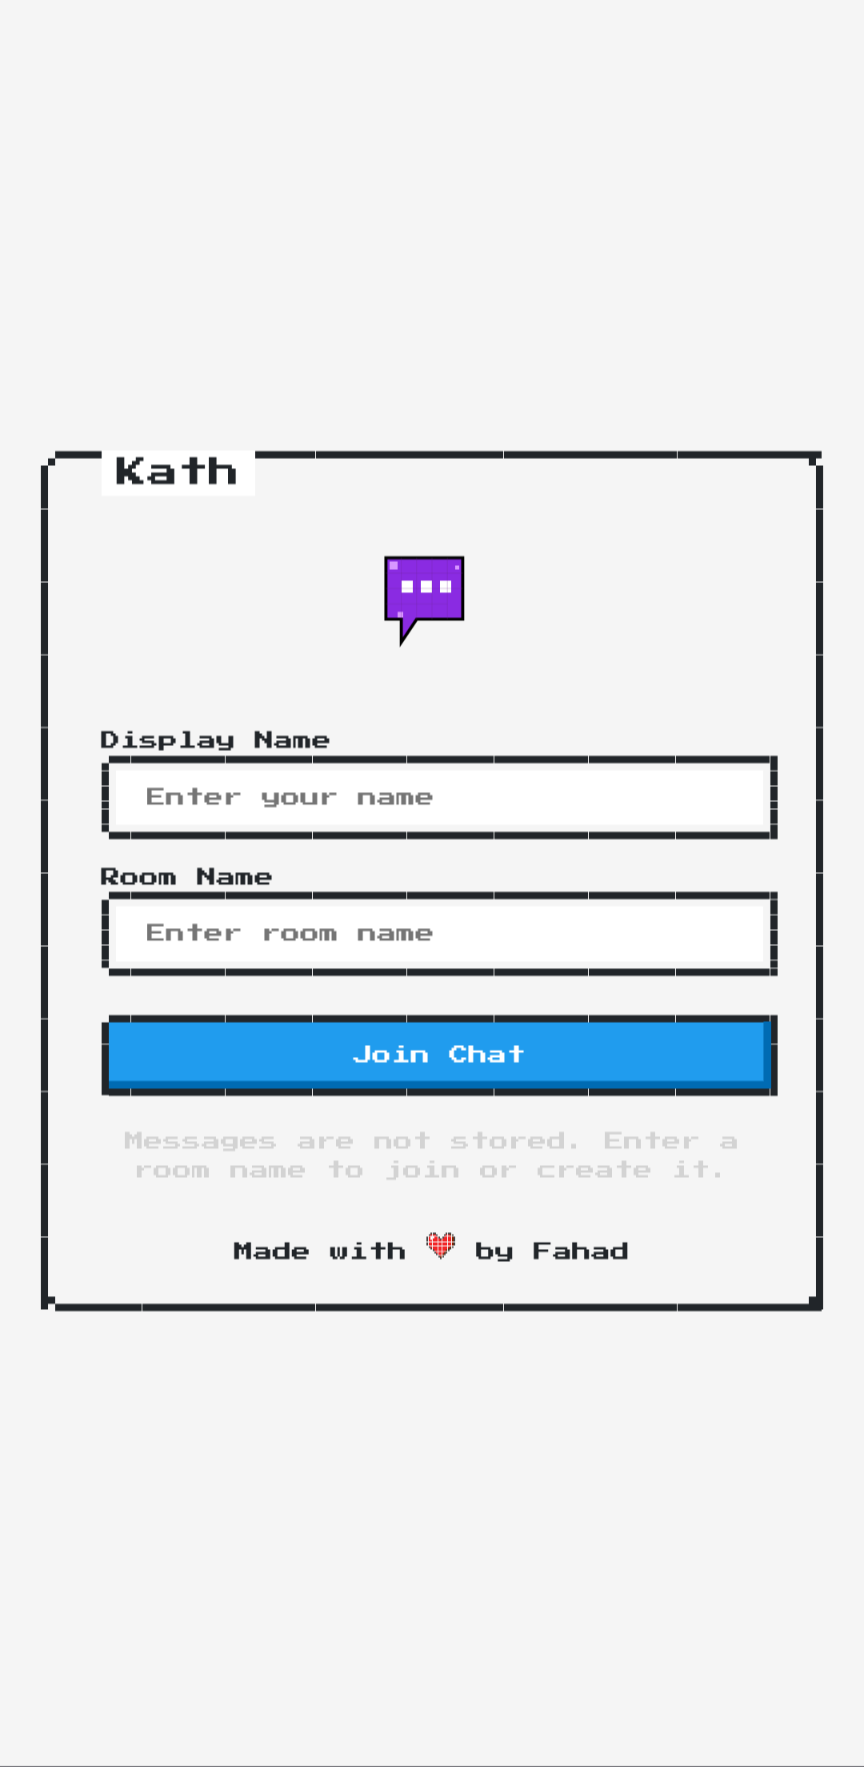 Kath
Display Name
Enter your name
Room Name
Enter room name
Join Chat
Messages are not stored. Enter a
room name to join or create it.
Made with ❤ by Fahad